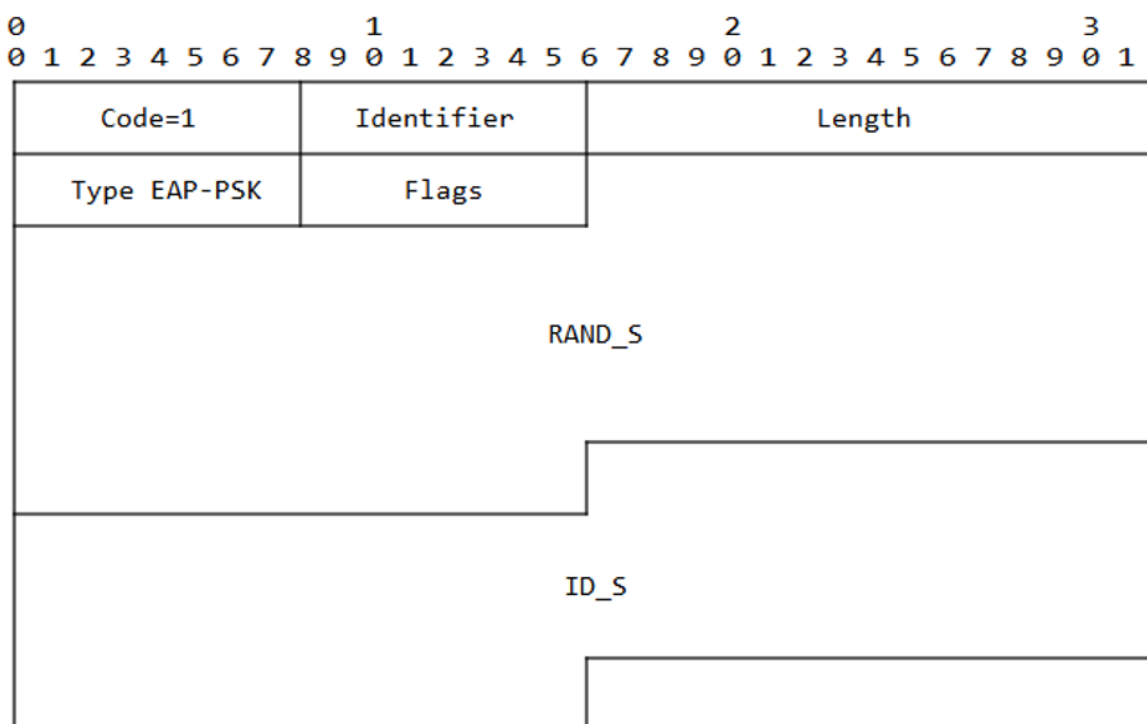 0 1 2 3
0 1 2 3 4 5 6 7 8 9 0 1 2 3 4 5 6 7 8 9 0 1 2 3 4 5 6 7 8 9 0 1
Code=1 Identifier Length
Type EAP-PSK Flags
RAND_S
ID_S